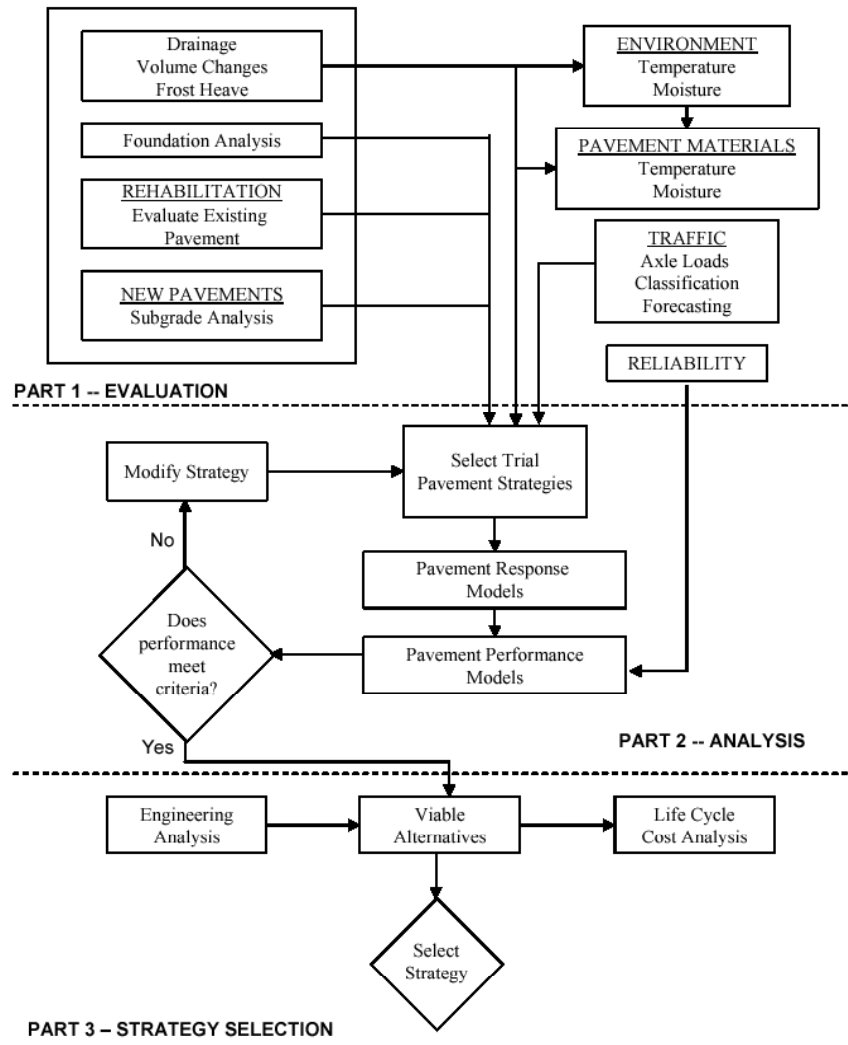 Drainage
Volume Changes
Frost Heave
ENVIRONMENT
Temperature
Moisture
Foundation Analysis
PAVEMENT MATERIALS
Temperature
Moisture
REHABILITATION
Evaluate Existing
Pavement
TRAFFIC
Axle Loads
Classification
Forecasting
NEW PAVEMENTS
Subgrade Analysis
RELIABILITY
PART 1 -- EVALUATION
Modify Strategy
Select Trial
Pavement Strategies
No
Pavement Response
Models
Does
performance
meet
criteria?
Pavement Performance
Models
Yes
PART 2 -- ANALYSIS
Engineering
Analysis
Viable
Alternatives
Life Cycle
Cost Analysis
Select
Strategy
PART 3 – STRATEGY SELECTION